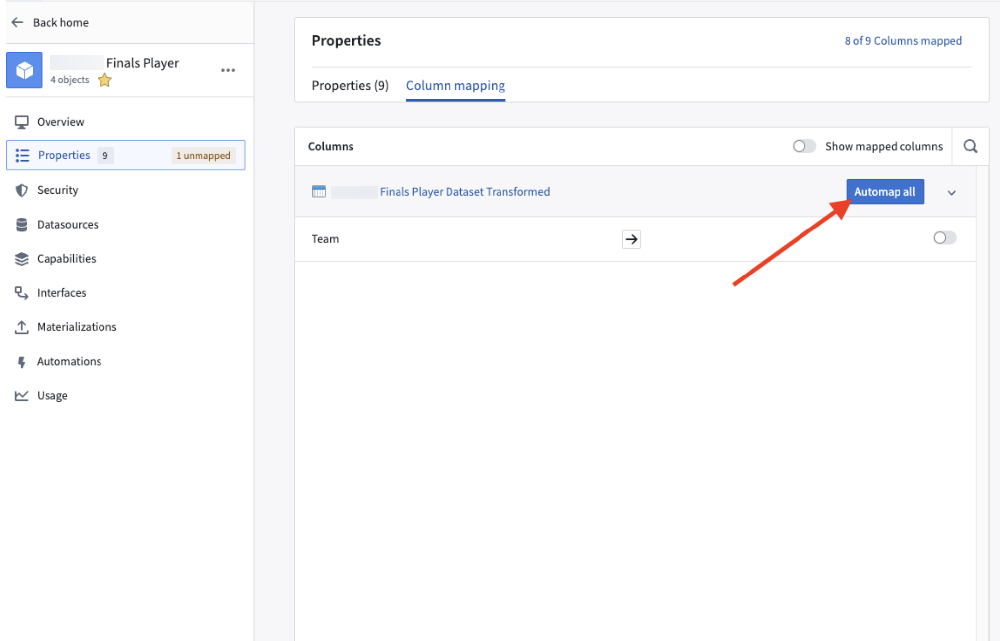 Back home
Finals Player
4 objects
Overview
Properties 9 1 unmapped
Security
Datasources
Capabilities
Interfaces
Materializations
Automations
Usage
Properties
8 of 9 Columns mapped
Properties (9) Column mapping
Columns
Show mapped columns
Finals Player Dataset Transformed
Automap all
Team